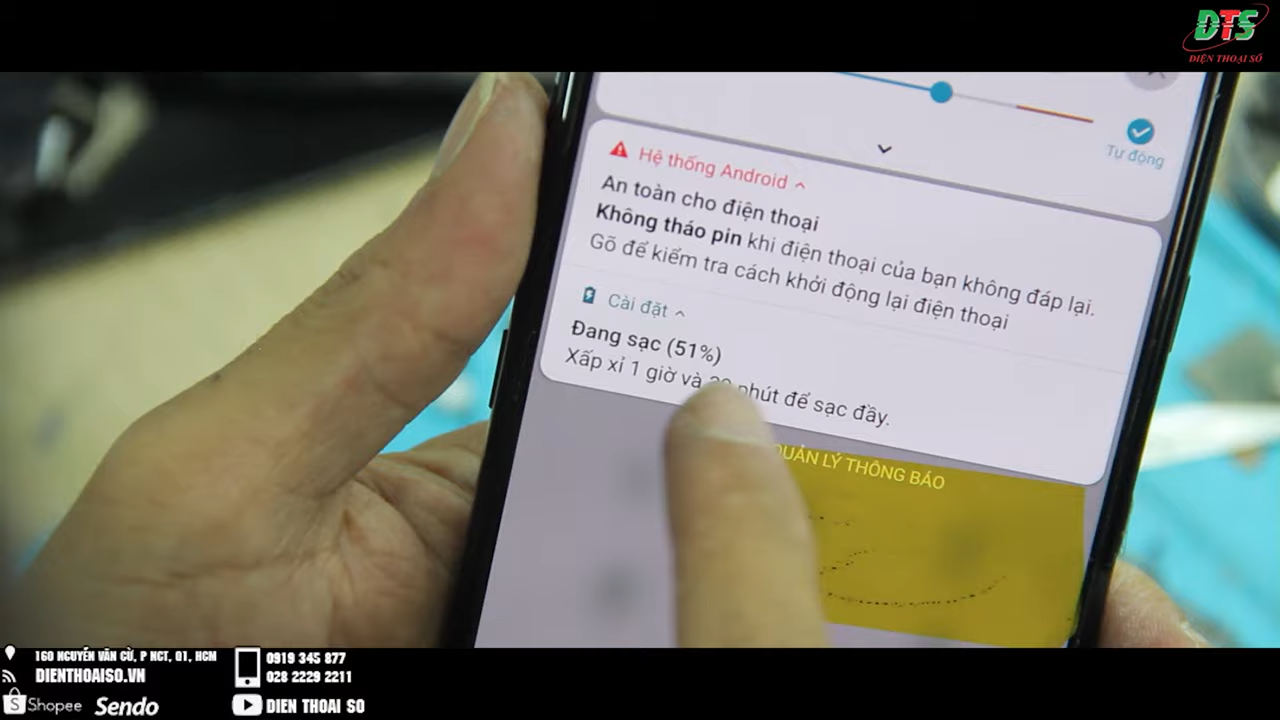 DTS
ĐIỆN THOẠI SỐ
Tự động
Hệ thống Android
An toàn cho điện thoại
Không tháo pin khi điện thoại của bạn không đáp lại.
Gõ để kiểm tra cách khởi động lại điện thoại
Cài đặt
Đang sạc (51%)
Xấp xỉ 1 giờ và phút để sạc đầy.
QUẢN LÝ THÔNG BÁO
160 NGUYỄN VĂN CỪ, P NCT, Q1, HCM
DIENTHOAISO.VN
Shopee Sendo
0919 345 877
028 2229 2211
DIEN THOAI SO